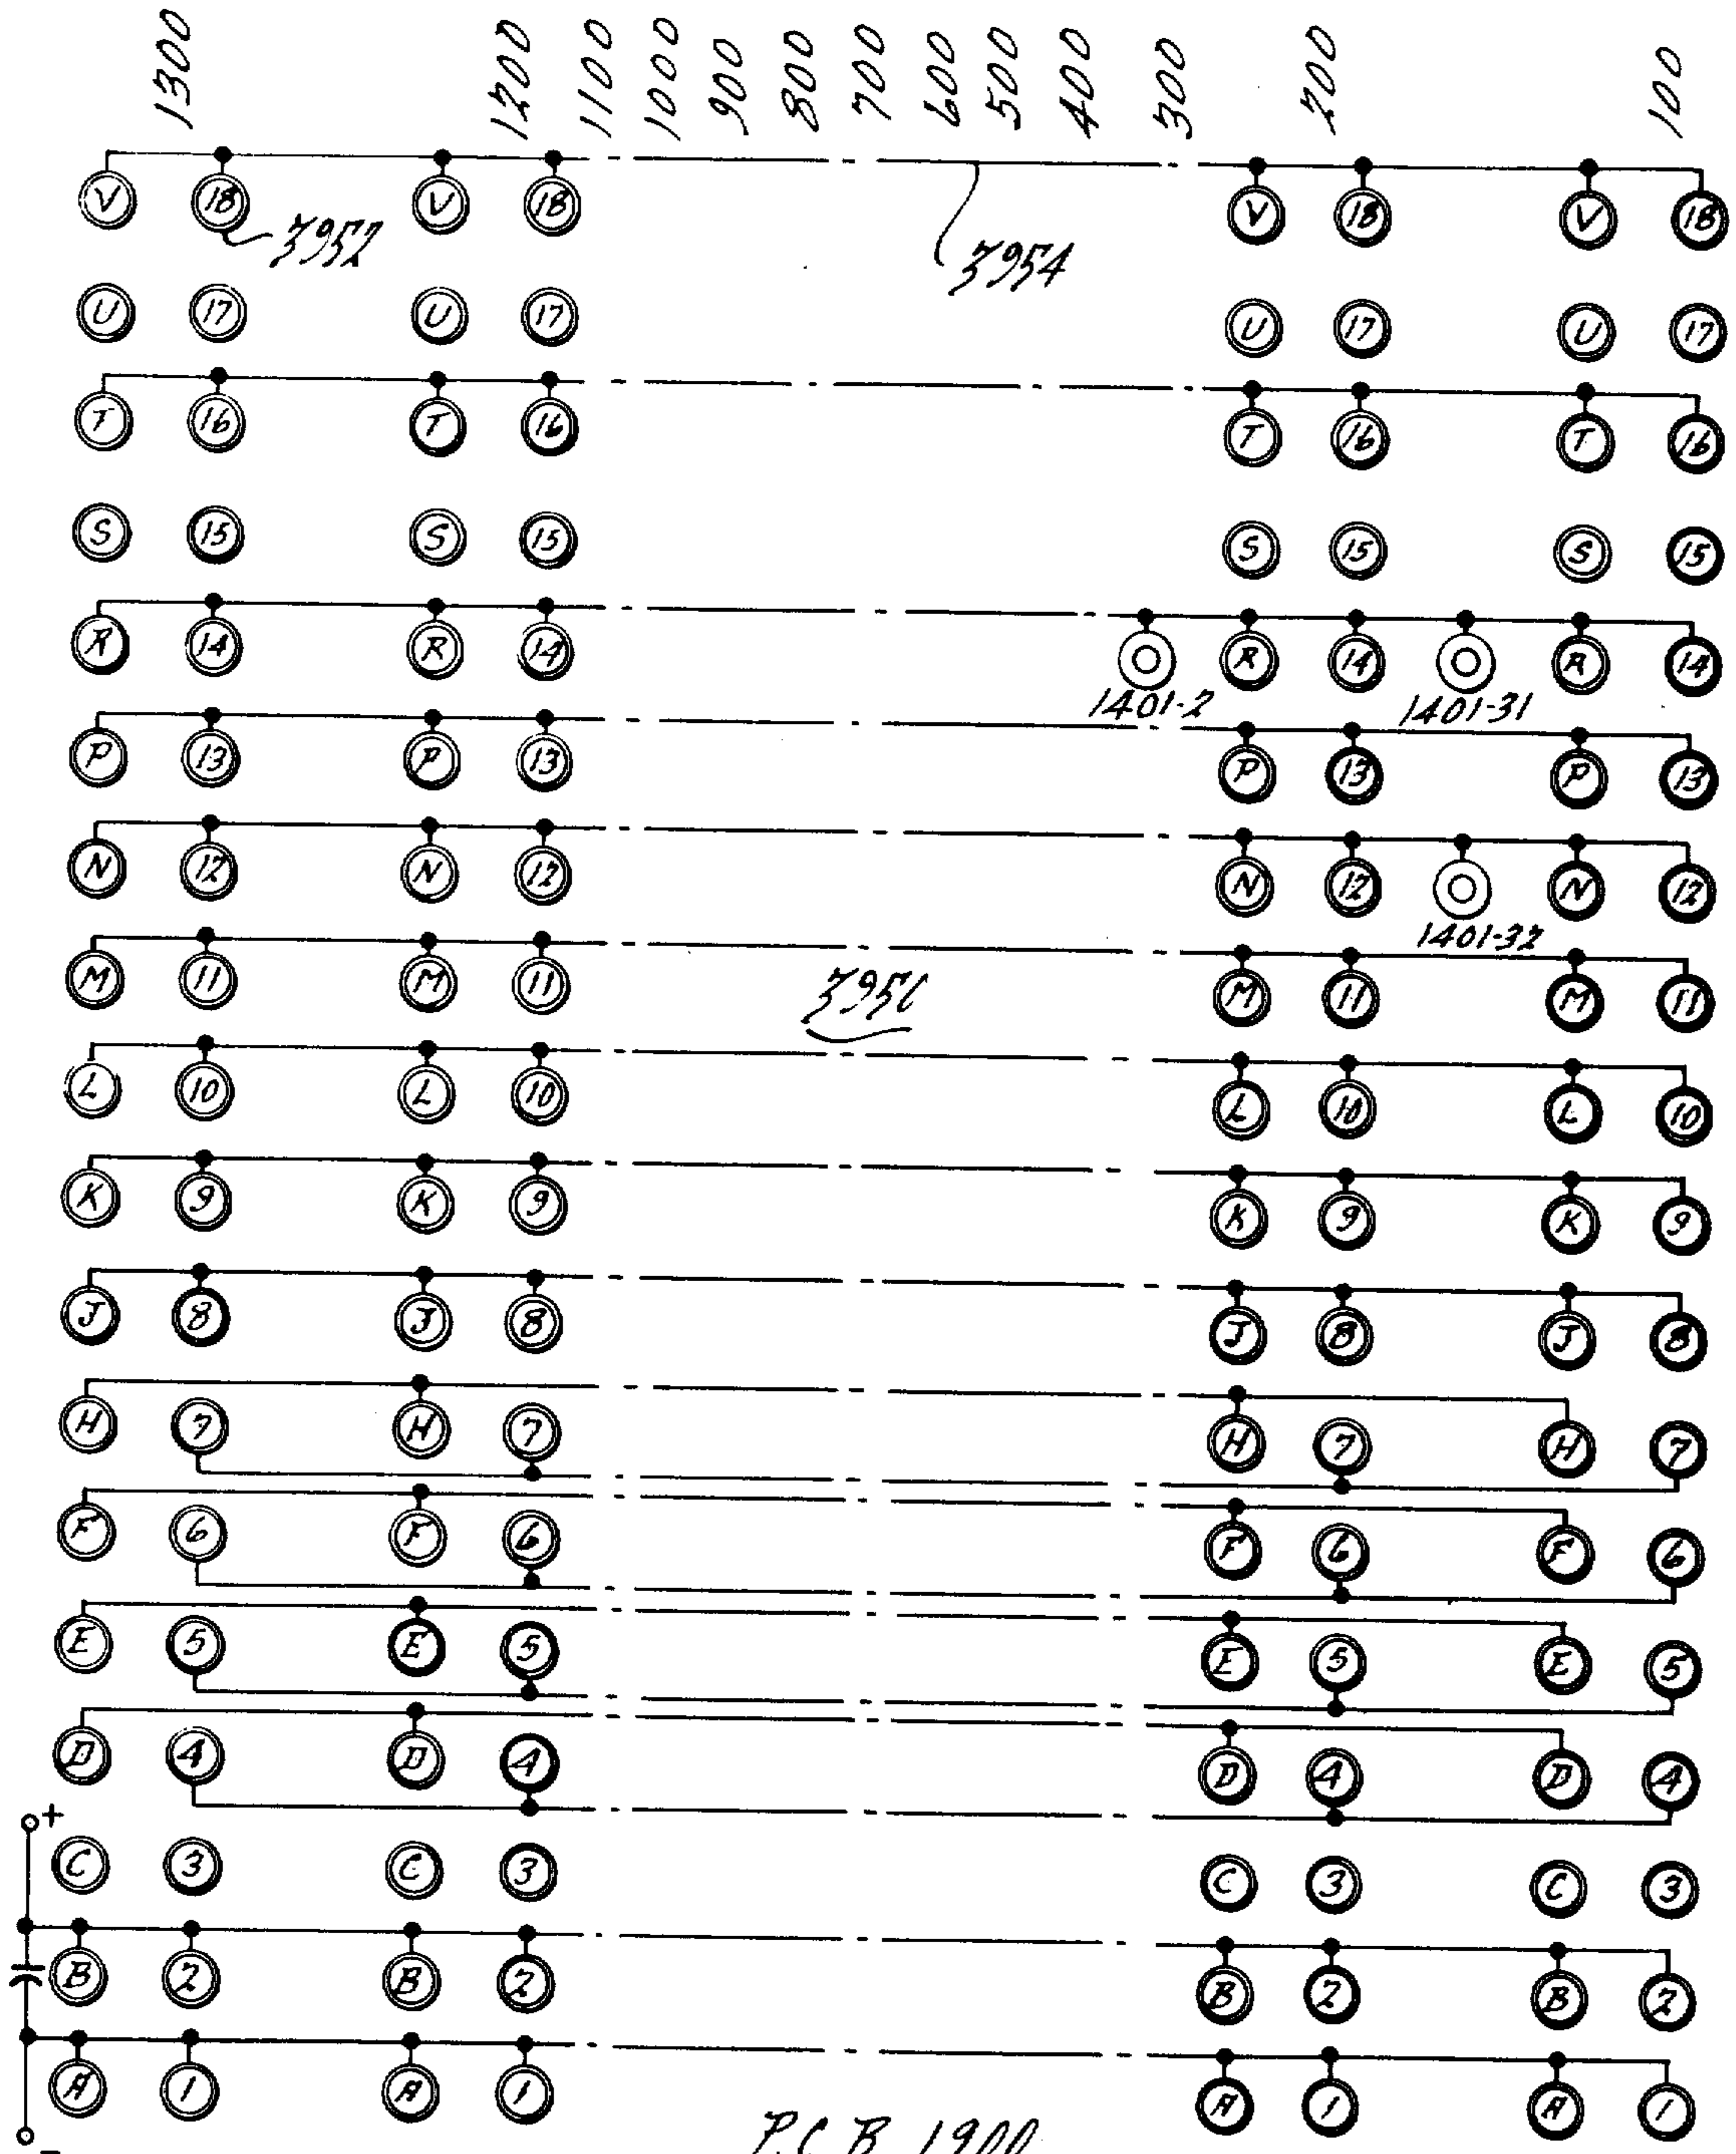 1300 1200 1100 1000 900 800 700 600 500 400 300 200 100
V 18 V 18 V 18 V 18
3952 3954
U 17 U 17 U 17 U 17
T 16 T 16 T 16 T 16
S 15 S 15 S 15 S 15
R 14 R 14 R 14 R 14
1401-2 1401-31
P 13 P 13 P 13 P 13
N 12 N 12 N 12 N 12
1401-32
M 11 M 11 M 11 M 11
3950
L 10 L 10 L 10 L 10
K 9 K 9 K 9 K 9
J 8 J 8 J 8 J 8
H 7 H 7 H 7 H 7
F 6 F 6 F 6 F 6
E 5 E 5 E 5 E 5
D 4 D 4 D 4 D 4
+
C 3 C 3 C 3 C 3
B 2 B 2 B 2 B 2
A 1 A 1 A 1 A 1
-
P.C.B. 1900